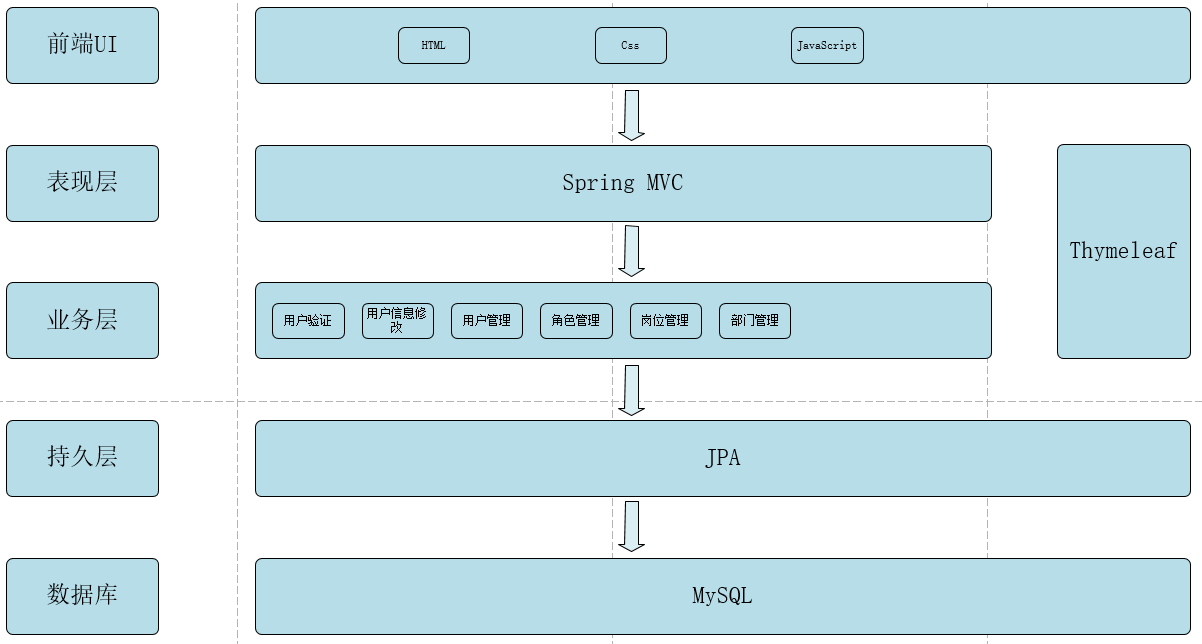 前端UI
HTML
Css
JavaScript
表现层
Spring MVC
Thymeleaf
业务层
用户验证
用户信息修
改
用户管理
角色管理
岗位管理
部门管理
持久层
JPA
数据库
MySQL